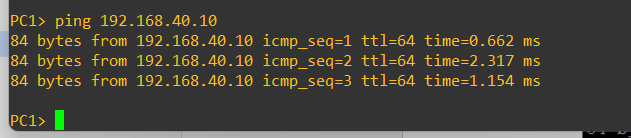 PC1> ping 192.168.40.10
84 bytes from 192.168.40.10 icmp_seq=1 ttl=64 time=0.662 ms
84 bytes from 192.168.40.10 icmp_seq=2 ttl=64 time=2.317 ms
84 bytes from 192.168.40.10 icmp_seq=3 ttl=64 time=1.154 ms
PC1>